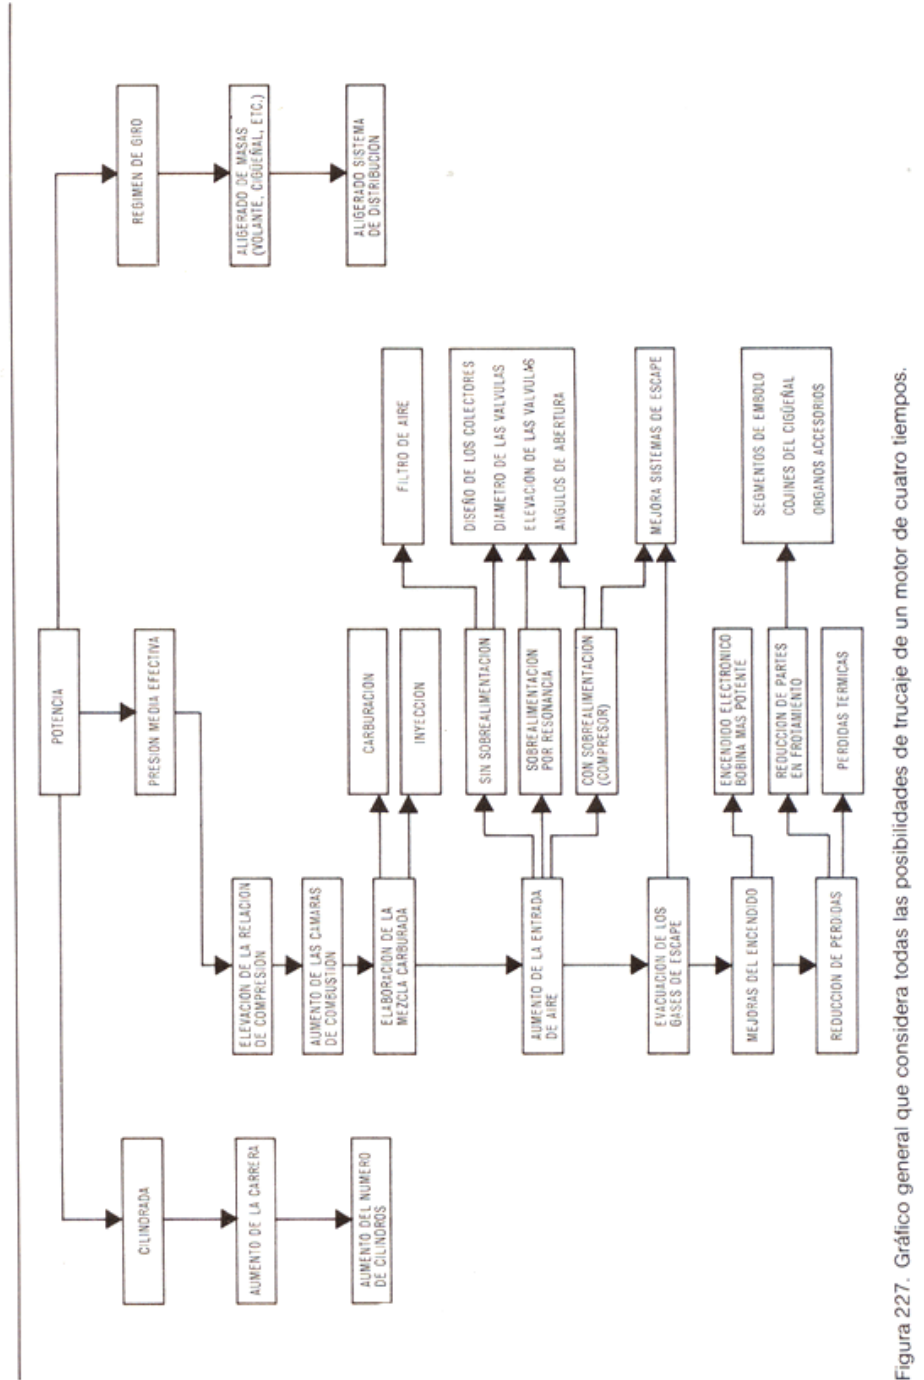 POTENCIA
CILINDRADA
AUMENTO DE LA CARRERA
AUMENTO DEL NUMERO
DE CILINDROS
PRESION MEDIA EFECTIVA
ELEVACION DE LA RELACION
DE COMPRESION
AUMENTO DE LAS CAMARAS
DE COMBUSTION
ELABORACION DE LA
MEZCLA CARBURADA
CARBURACION
INYECCION
AUMENTO DE LA ENTRADA
DE AIRE
SIN SOBREALIMENTACION
SOBREALIMENTACION
POR RESONANCIA
CON SOBREALIMENTACION
(COMPRESOR)
FILTRO DE AIRE
DISEÑO DE LOS COLECTORES
DIAMETRO DE LAS VALVULAS
ELEVACION DE LAS VALVULAS
ANGULOS DE ABERTURA
EVACUACION DE LOS
GASES DE ESCAPE
MEJORA SISTEMAS DE ESCAPE
MEJORAS DEL ENCENDIDO
ENCENDIDO ELECTRONICO
BOBINA MAS POTENTE
REDUCCION DE PERDIDAS
REDUCCION DE PARTES
EN FROTAMIENTO
PERDIDAS TERMICAS
SEGMENTOS DE EMBOLO
COJINES DEL CIGÜEÑAL
ORGANOS ACCESORIOS
REGIMEN DE GIRO
ALIGERADO DE MASAS
(VOLANTE, CIGÜEÑAL, ETC.)
ALIGERADO SISTEMA
DE DISTRIBUCION
Figura 227. Gráfico general que considera todas las posibilidades de trucaje de un motor de cuatro tiempos.